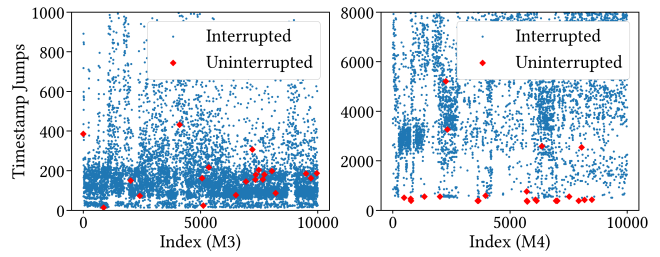 Timestamp Jumps
1000
800
600
400
200
0
Interrupted
Uninterrupted
0
5000
10000
Index (M3)
8000
6000
4000
2000
0
Interrupted
Uninterrupted
0
5000
10000
Index (M4)